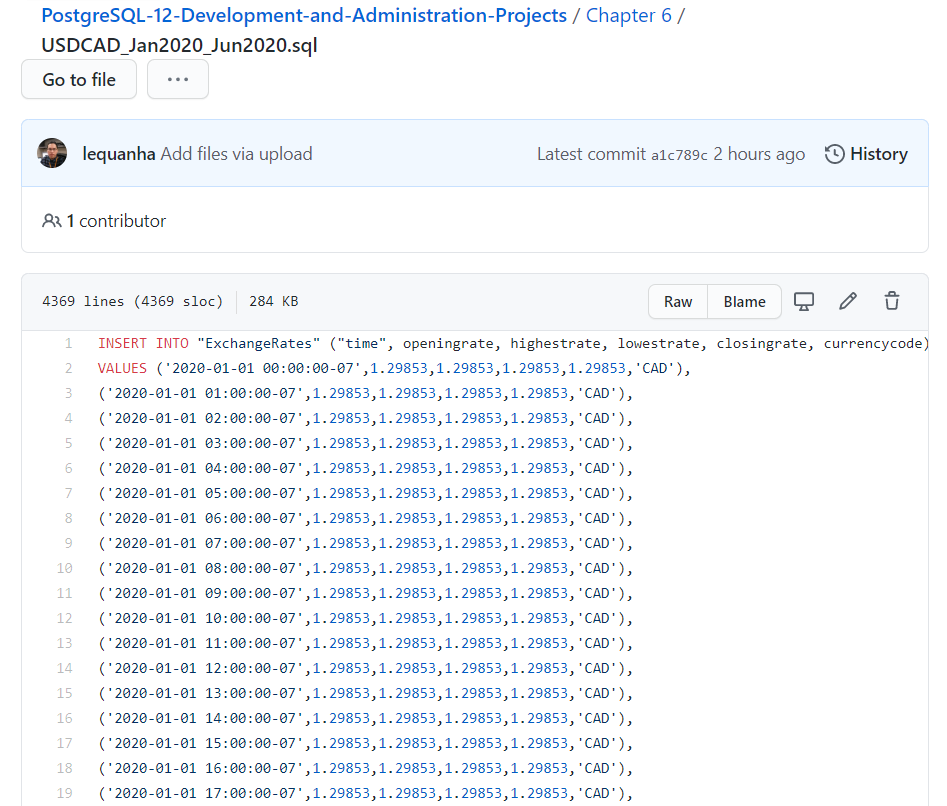 PostgreSQL-12-Development-and-Administration-Projects / Chapter 6 /
USDCAD_Jan2020_Jun2020.sql
Go to file ...
lequanha Add files via upload Latest commit a1c789c 2 hours ago History
1 contributor
4369 lines (4369 sloc) 284 KB Raw Blame
1 INSERT INTO "ExchangeRates" ("time", openingrate, highestrate, lowestrate, closingrate, currencycode)
2 VALUES ('2020-01-01 00:00:00-07',1.29853,1.29853,1.29853,1.29853,'CAD'),
3 ('2020-01-01 01:00:00-07',1.29853,1.29853,1.29853,1.29853,'CAD'),
4 ('2020-01-01 02:00:00-07',1.29853,1.29853,1.29853,1.29853,'CAD'),
5 ('2020-01-01 03:00:00-07',1.29853,1.29853,1.29853,1.29853,'CAD'),
6 ('2020-01-01 04:00:00-07',1.29853,1.29853,1.29853,1.29853,'CAD'),
7 ('2020-01-01 05:00:00-07',1.29853,1.29853,1.29853,1.29853,'CAD'),
8 ('2020-01-01 06:00:00-07',1.29853,1.29853,1.29853,1.29853,'CAD'),
9 ('2020-01-01 07:00:00-07',1.29853,1.29853,1.29853,1.29853,'CAD'),
10 ('2020-01-01 08:00:00-07',1.29853,1.29853,1.29853,1.29853,'CAD'),
11 ('2020-01-01 09:00:00-07',1.29853,1.29853,1.29853,1.29853,'CAD'),
12 ('2020-01-01 10:00:00-07',1.29853,1.29853,1.29853,1.29853,'CAD'),
13 ('2020-01-01 11:00:00-07',1.29853,1.29853,1.29853,1.29853,'CAD'),
14 ('2020-01-01 12:00:00-07',1.29853,1.29853,1.29853,1.29853,'CAD'),
15 ('2020-01-01 13:00:00-07',1.29853,1.29853,1.29853,1.29853,'CAD'),
16 ('2020-01-01 14:00:00-07',1.29853,1.29853,1.29853,1.29853,'CAD'),
17 ('2020-01-01 15:00:00-07',1.29853,1.29853,1.29853,1.29853,'CAD'),
18 ('2020-01-01 16:00:00-07',1.29853,1.29853,1.29853,1.29853,'CAD'),
19 ('2020-01-01 17:00:00-07',1.29853,1.29853,1.29853,1.29853,'CAD'),